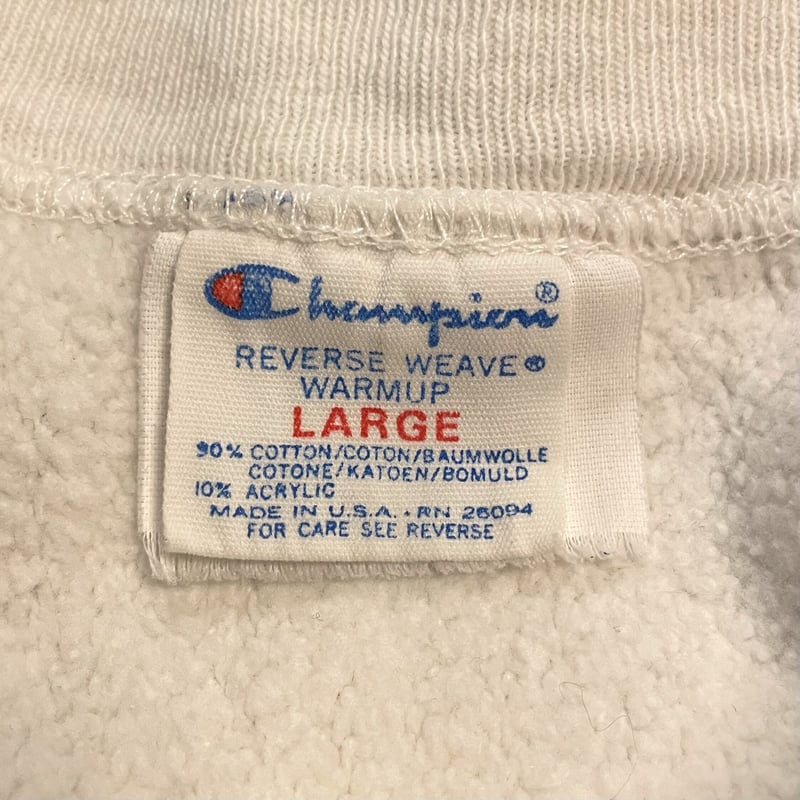 Champion®
REVERSE WEAVE®
WARMUP
LARGE
90% COTTON/COTON/BAUMWOLLE
COTONE/KATOEN/BOMULD
10% ACRYLIC
MADE IN U.S.A. • RN 26094
FOR CARE SEE REVERSE